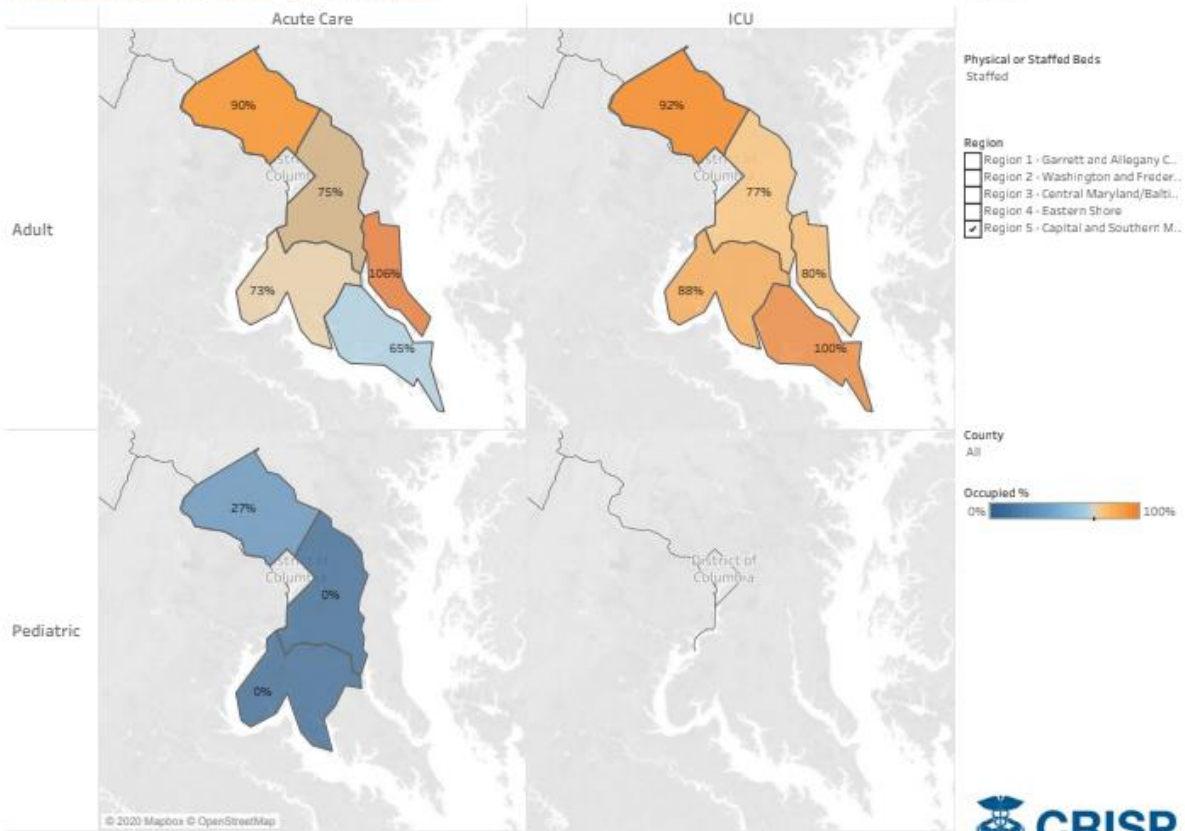 Acute Care
ICU
Physical or Staffed Beds
Staffed
Region
Region 1 - Garrett and Allegany C..
Region 2 - Washington and Freder..
Region 3 - Central Maryland/Balti..
Region 4 - Eastern Shore
Region 5 - Capital and Southern M..
Adult
90%
75%
73%
106%
65%
92%
77%
88%
80%
100%
County
All
Occupied %
0%
100%
Pediatric
27%
0%
0%
District of
Columbia
© 2020 Mapbox © OpenStreetMap
CRISP